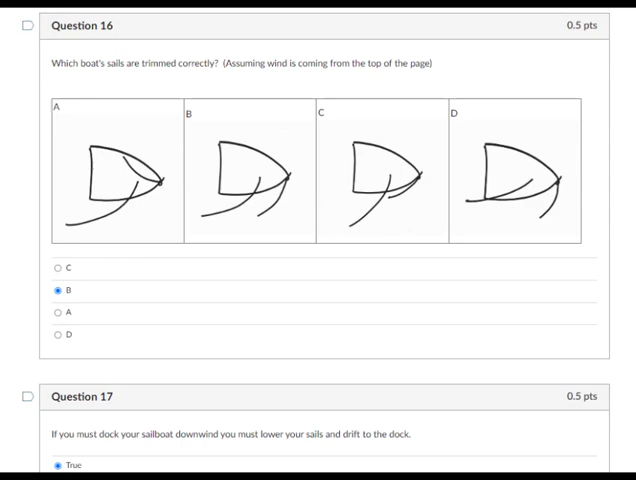 Question 16
0.5 pts
Which boat's sails are trimmed correctly? (Assuming wind is coming from the top of the page)
A
B
C
D
C
B
A
D
Question 17
0.5 pts
If you must dock your sailboat downwind you must lower your sails and drift to the dock.
True